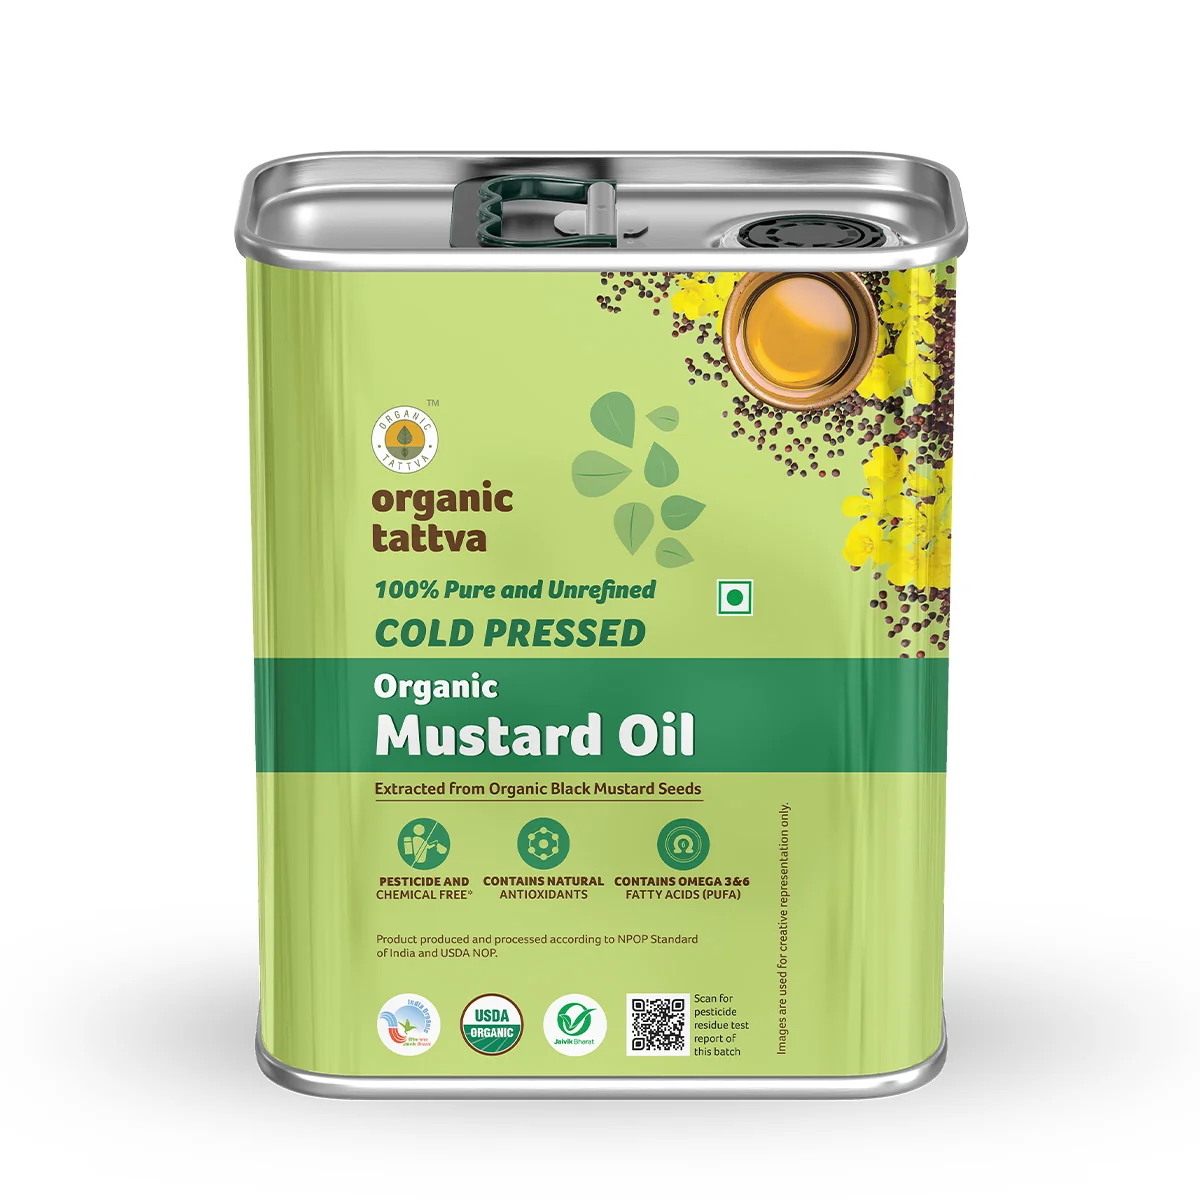 TM
ORGANIC
TATTVA
organic
tattva
100% Pure and Unrefined
COLD PRESSED
Organic
Mustard Oil
Extracted from Organic Black Mustard Seeds
PESTICIDE AND
CHEMICAL FREE*
CONTAINS NATURAL
ANTIOXIDANTS
CONTAINS OMEGA 3&6
FATTY ACIDS (PUFA)
Product produced and processed according to NPOP Standard
of India and USDA NOP.
India Organic
USDA
ORGANIC
Jaivik Bharat
Scan for
pesticide
residue test
report of
this batch
Images are used for creative representation only.